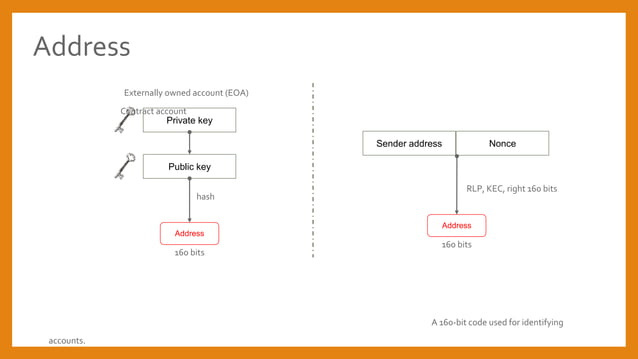 Address
Externally owned account (EOA)
Contract account
Private key
Public key
hash
Address
160 bits
Sender address
Nonce
RLP, KEC, right 160 bits
Address
160 bits
A 160-bit code used for identifying
accounts.